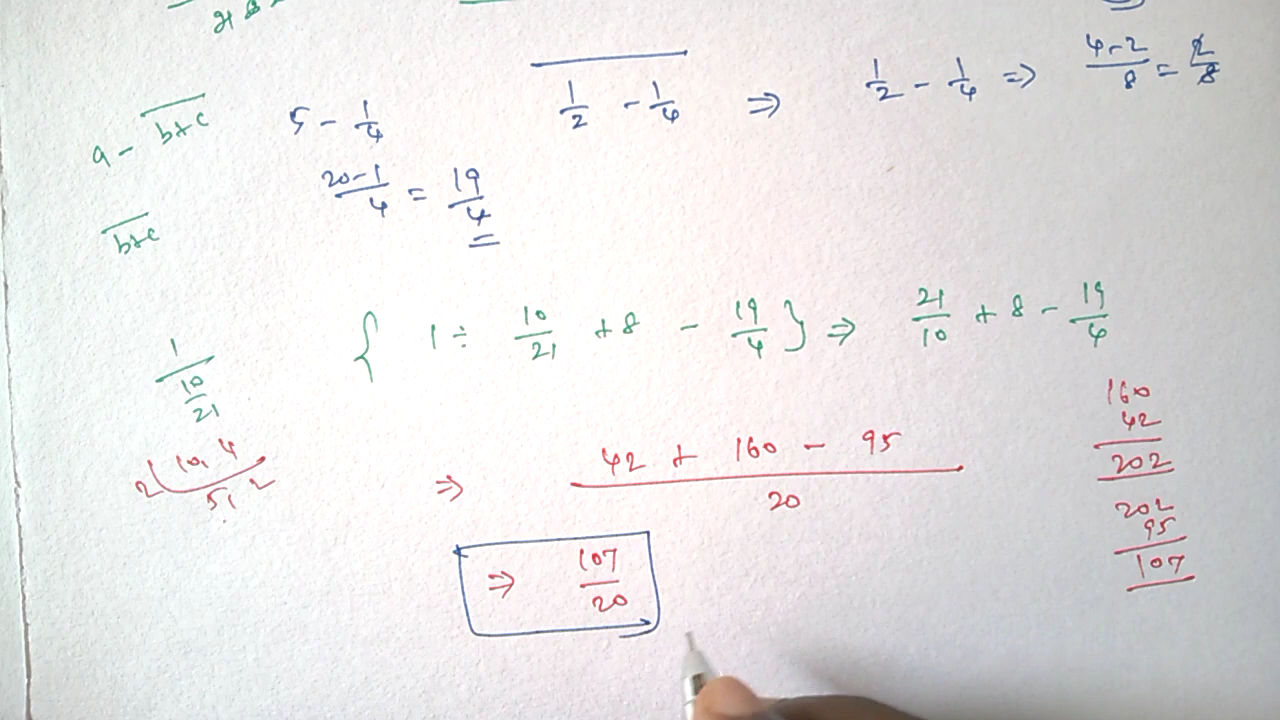 1/2 - 1/4 ⇒ 1/2 - 1/4 ⇒ 4-2/8 = 2/8
a - b+c
5 - 1/4
20-1/4 = 19/4
b+c
{ 1 ÷ 10/21 + 8 - 19/4 } ⇒ 21/10 + 8 - 19/4
1/10/21
2 10, 4
5, 2
⇒ 42 + 160 - 95 / 20
⇒ 107/20
160
42
202
202
95
107